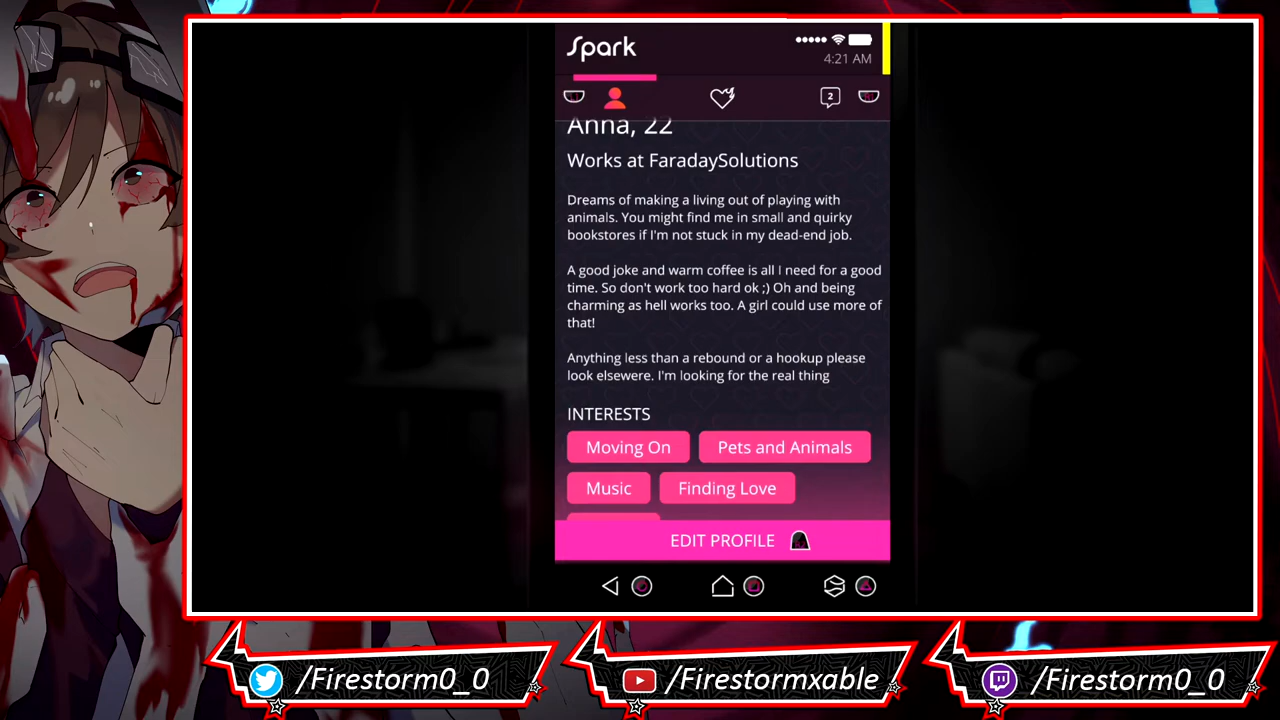 Spark
4:21 AM
2
Anna, 22
Works at FaradaySolutions
Dreams of making a living out of playing with
animals. You might find me in small and quirky
bookstores if I'm not stuck in my dead-end job.
A good joke and warm coffee is all I need for a good
time. So don't work too hard ok ;) Oh and being
charming as hell works too. A girl could use more of
that!
Anything less than a rebound or a hookup please
look elsewere. I'm looking for the real thing
INTERESTS
Moving On
Pets and Animals
Music
Finding Love
EDIT PROFILE
/Firestorm0_0
/Firestormxable
/Firestorm0_0